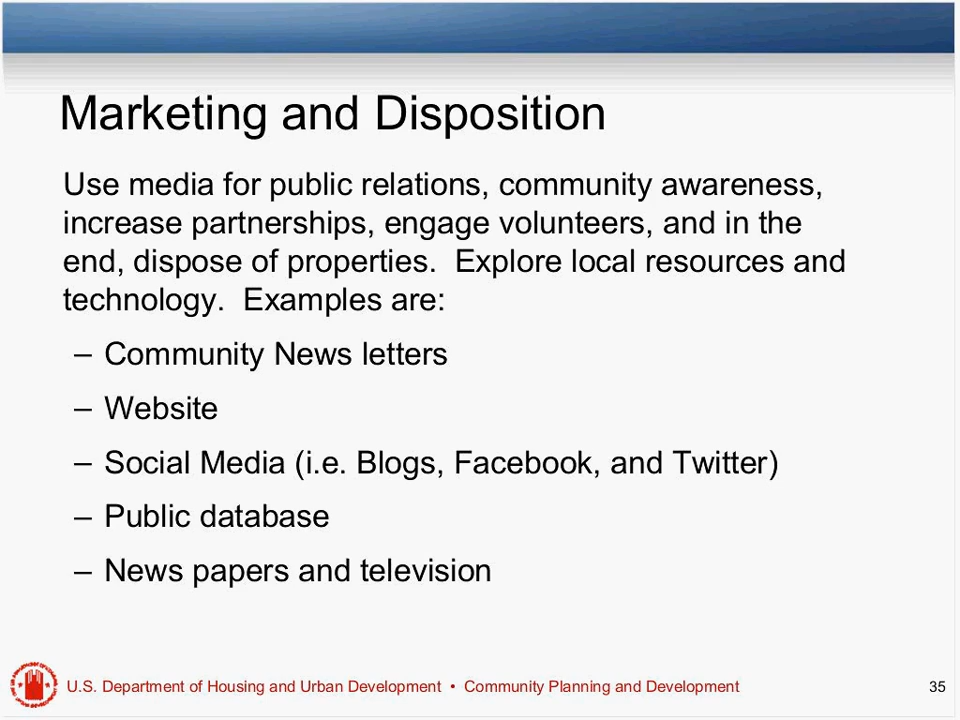 Marketing and Disposition
Use media for public relations, community awareness,
increase partnerships, engage volunteers, and in the
end, dispose of properties.  Explore local resources and
technology.  Examples are:
– Community News letters
– Website
– Social Media (i.e. Blogs, Facebook, and Twitter)
– Public database
– News papers and television
U.S. Department of Housing and Urban Development • Community Planning and Development 35